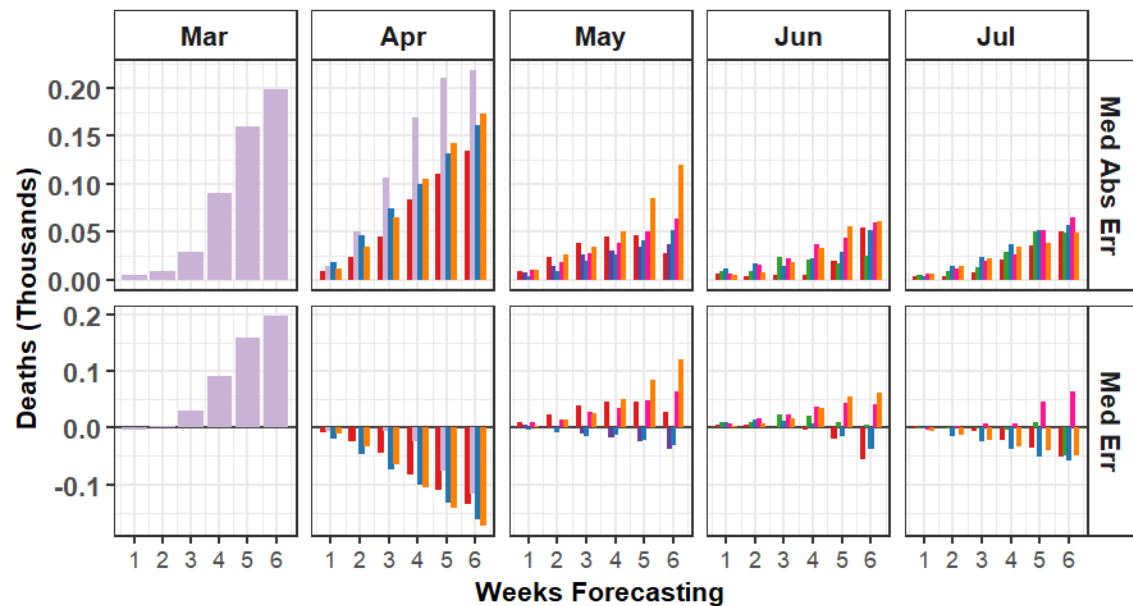 Mar Apr May Jun Jul
Deaths (Thousands)
0.20
0.15
0.10
0.05
0.00
Med Abs Err
0.2
0.1
0.0
-0.1
Med Err
1 2 3 4 5 6 1 2 3 4 5 6 1 2 3 4 5 6 1 2 3 4 5 6 1 2 3 4 5 6
Weeks Forecasting